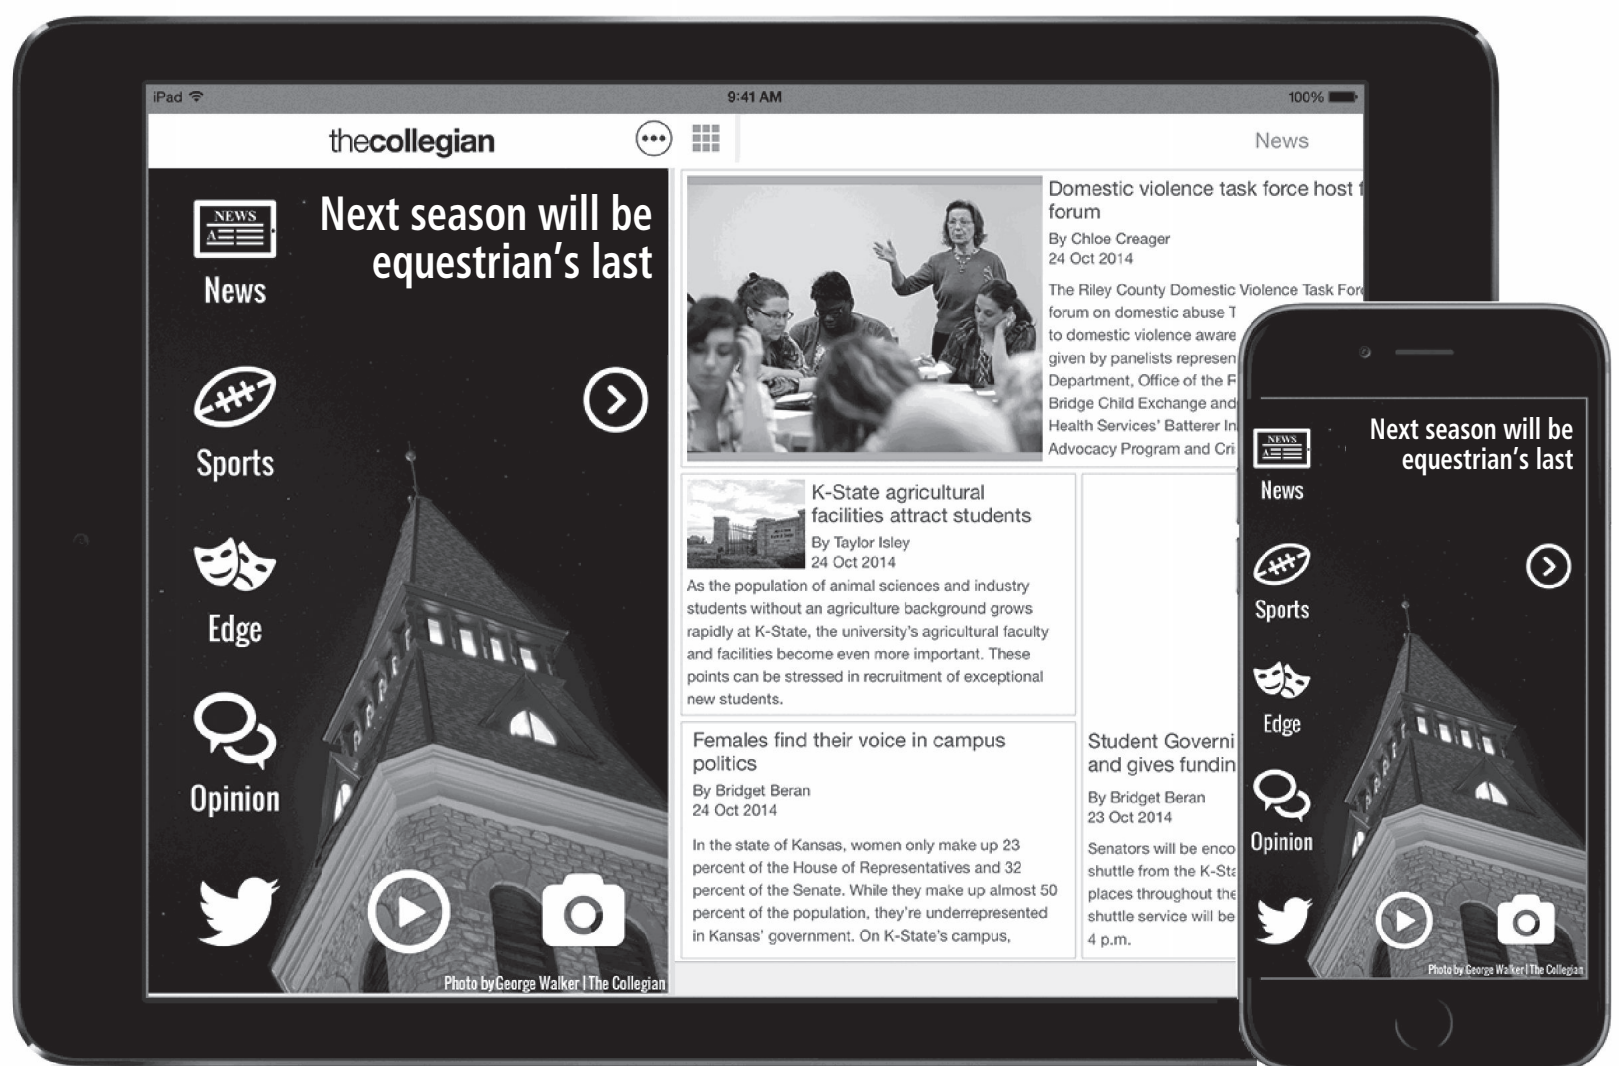 iPad
9:41 AM
100%
thecollegian
News
NEWS
A
News
Sports
Edge
Opinion
Next season will be
equestrian's last
Photo by George Walker | The Collegian
Domestic violence task force host
forum
By Chloe Creager
24 Oct 2014
The Riley County Domestic Violence Task
forum on domestic abuse
to domestic violence
given by panelists
Department, Office of the
Bridge Child Exchange and
Health Services' Batterer
Advocacy Program and
K-State agricultural
facilities attract students
By Taylor Isley
24 Oct 2014
As the population of animal sciences and industry
students without an agriculture background grows
rapidly at K-State, the university's agricultural faculty
and facilities become even more important. These
points can be stressed in recruitment of exceptional
new students.
Females find their voice in campus
politics
By Bridget Beran
24 Oct 2014
In the state of Kansas, women only make up 23
percent of the House of Representatives and 32
percent of the Senate. While they make up almost 50
percent of the population, they're underrepresented
in Kansas' government. On K-State's campus,
Student
and gives
By Bridget Beran
23 Oct 2014
Senators will be
shuttle from the
places throughout the
shuttle service will be
4 p.m.
NEWS
A
News
Sports
Edge
Opinion
Next season will be
equestrian's last
Photo by George Walker | The Collegian